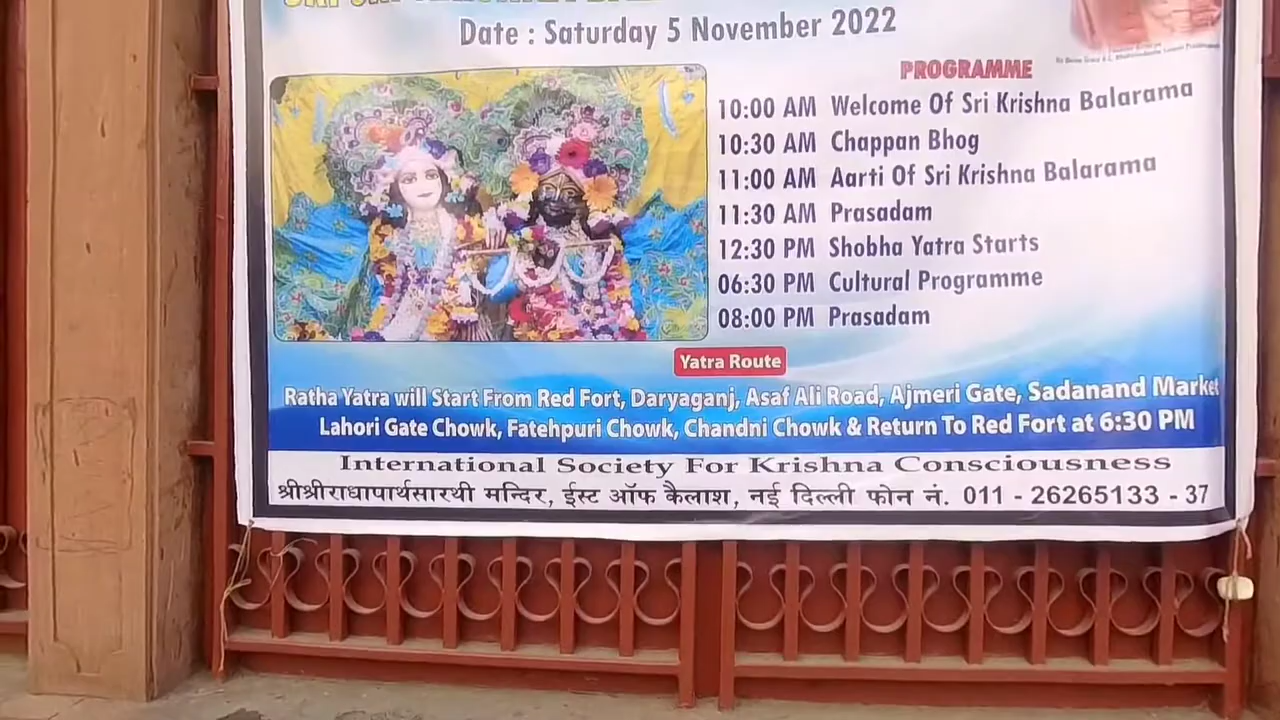 Date : Saturday 5 November 2022
PROGRAMME
10:00 AM Welcome Of Sri Krishna Balarama
10:30 AM Chappan Bhog
11:00 AM Aarti Of Sri Krishna Balarama
11:30 AM Prasadam
12:30 PM Shobha Yatra Starts
06:30 PM Cultural Programme
08:00 PM Prasadam
Yatra Route
Ratha Yatra will Start From Red Fort, Daryaganj, Asaf Ali Road, Ajmeri Gate, Sadanand Market
Lahori Gate Chowk, Fatehpuri Chowk, Chandni Chowk & Return To Red Fort at 6:30 PM
International Society For Krishna Consciousness
श्रीश्रीराधापार्थसारथी मन्दिर, ईस्ट ऑफ कैलाश, नई दिल्ली फोन नं. 011 - 26265133 - 37